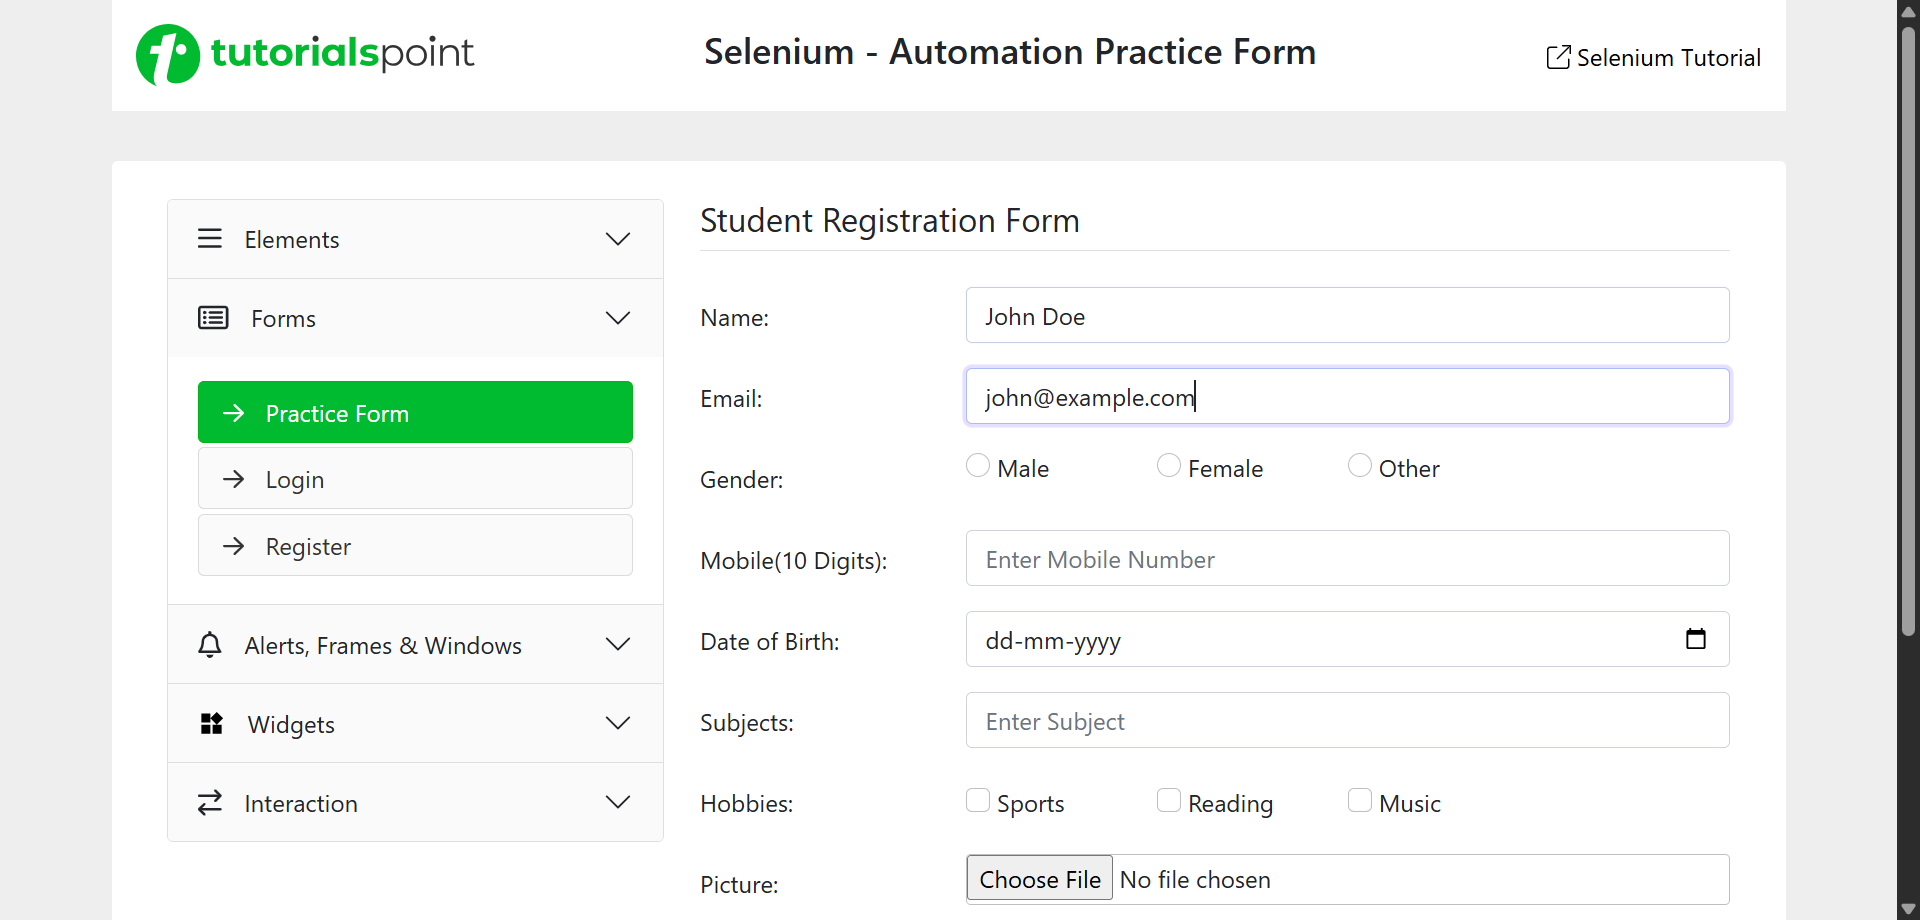 tutorialspoint
Selenium - Automation Practice Form
Selenium Tutorial
Elements
Forms
Practice Form
Login
Register
Alerts, Frames & Windows
Widgets
Interaction
Student Registration Form
Name:
John Doe
Email:
john@example.com
Gender:
Male Female Other
Mobile(10 Digits):
Enter Mobile Number
Date of Birth:
dd-mm-yyyy
Subjects:
Enter Subject
Hobbies:
Sports Reading Music
Picture:
Choose File No file chosen